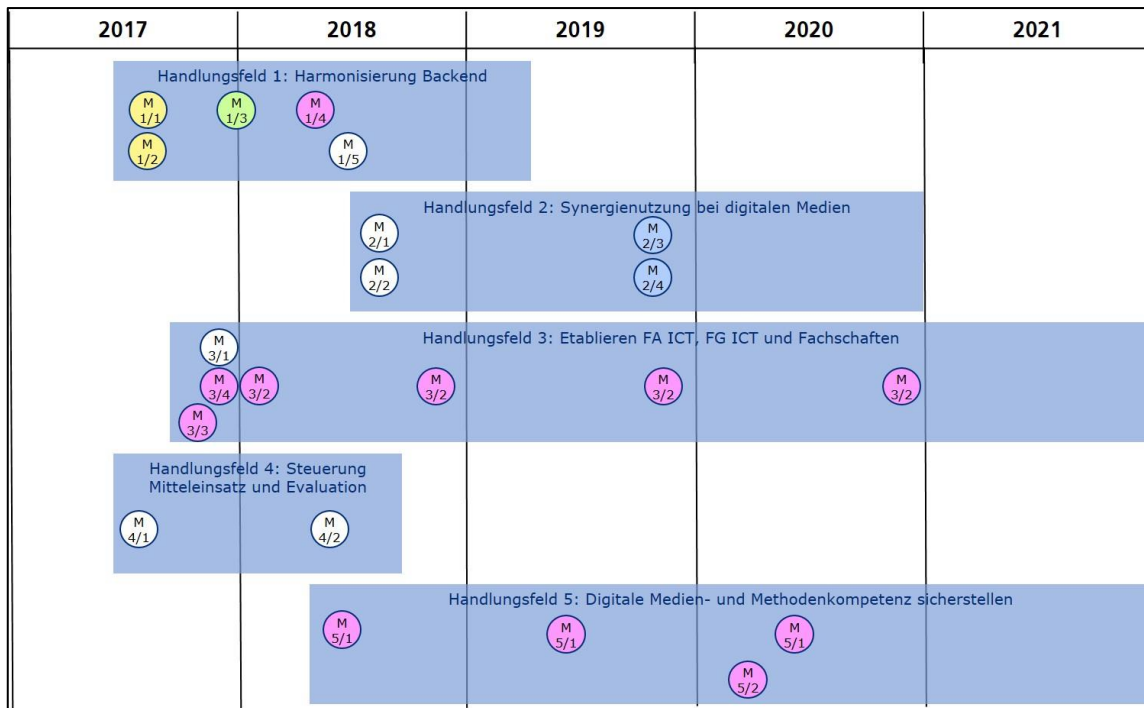 2017 2018 2019 2020 2021
Handlungsfeld 1: Harmonisierung Backend
M 1/1
M 1/3
M 1/4
M 1/2
M 1/5
Handlungsfeld 2: Synergienutzung bei digitalen Medien
M 2/1
M 2/3
M 2/2
M 2/4
Handlungsfeld 3: Etablieren FA ICT, FG ICT und Fachschaften
M 3/1
M 3/4
M 3/2
M 3/2
M 3/2
M 3/2
M 3/3
Handlungsfeld 4: Steuerung
Mitteleinsatz und Evaluation
M 4/1
M 4/2
Handlungsfeld 5: Digitale Medien- und Methodenkompetenz sicherstellen
M 5/1
M 5/1
M 5/1
M 5/2